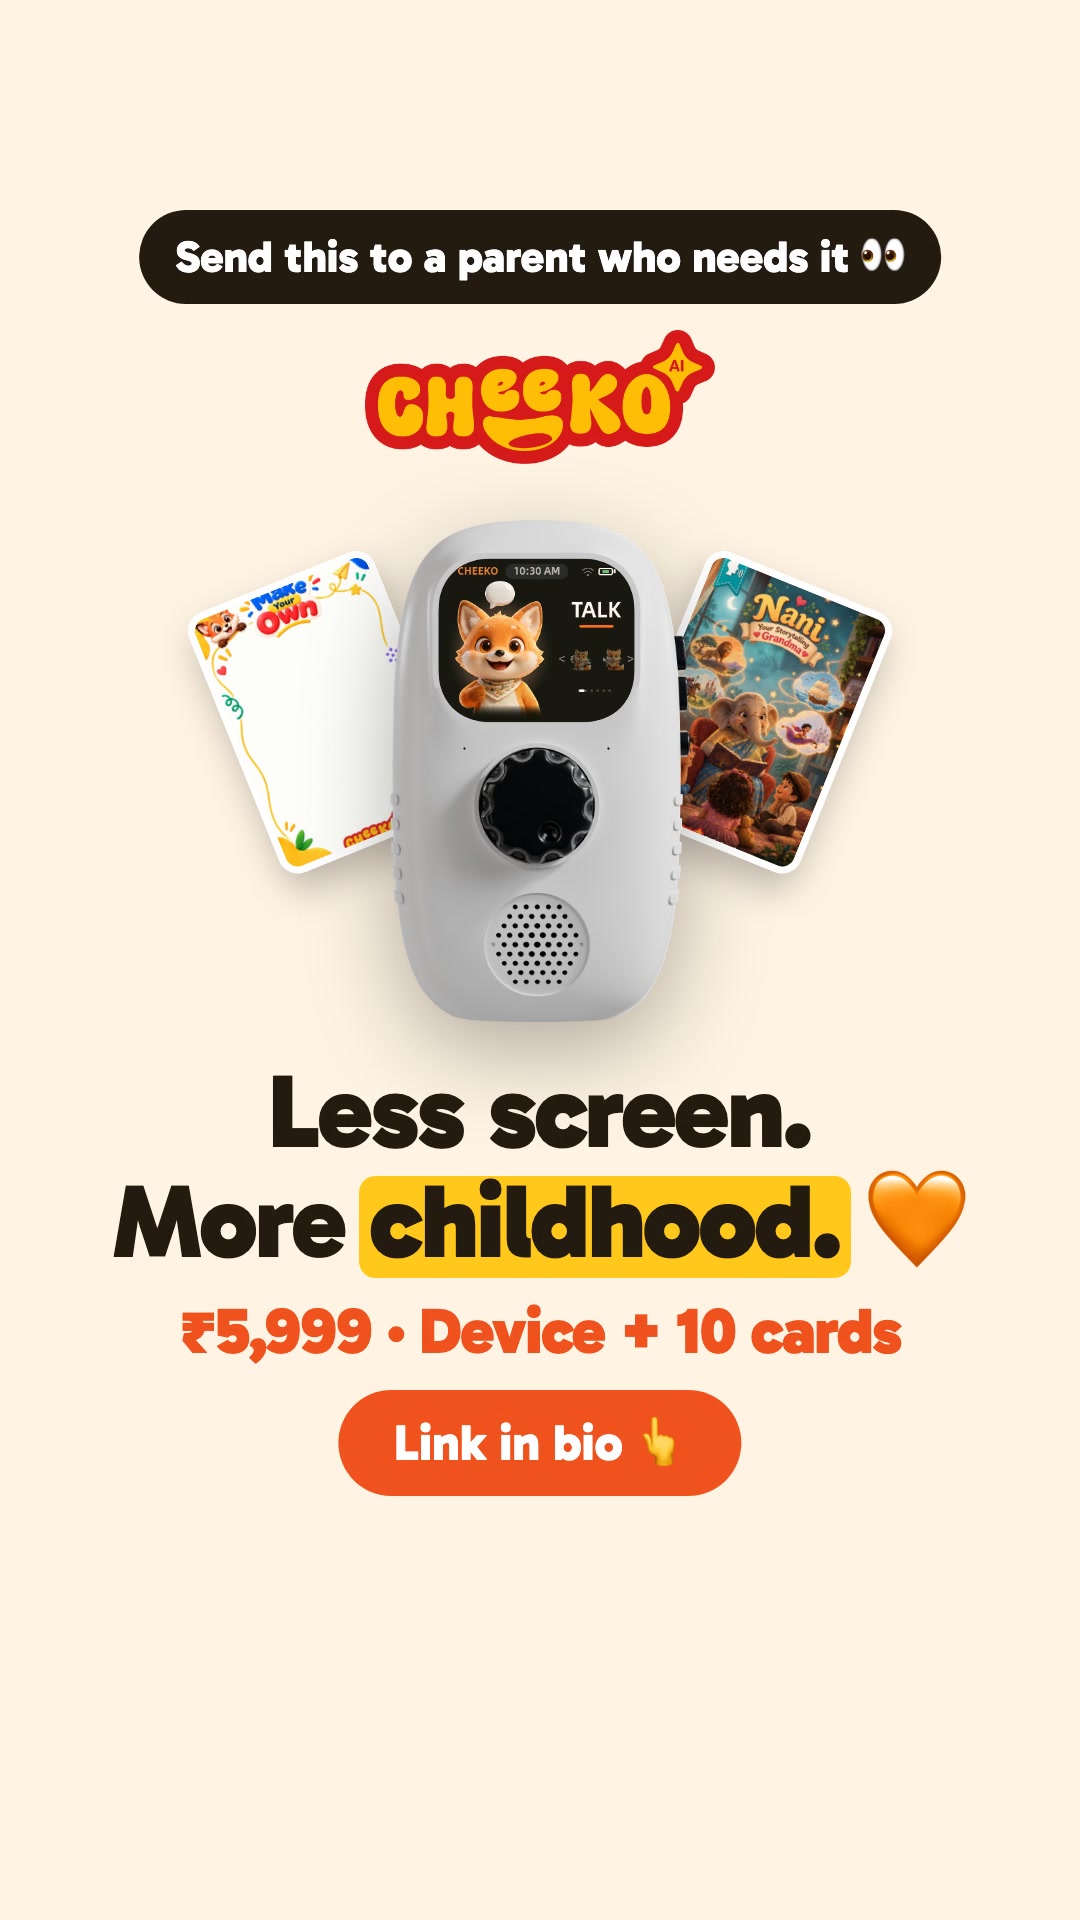 Send this to a parent who needs it 👀
CHeeKO AI
CHEEKO 10:30 AM
TALK
< >
Make
Your
Own
CHeeKO
Nani
Your Storytelling
Grandma
Less screen.
More childhood. 🧡
₹5,999 • Device + 10 cards
Link in bio 👆